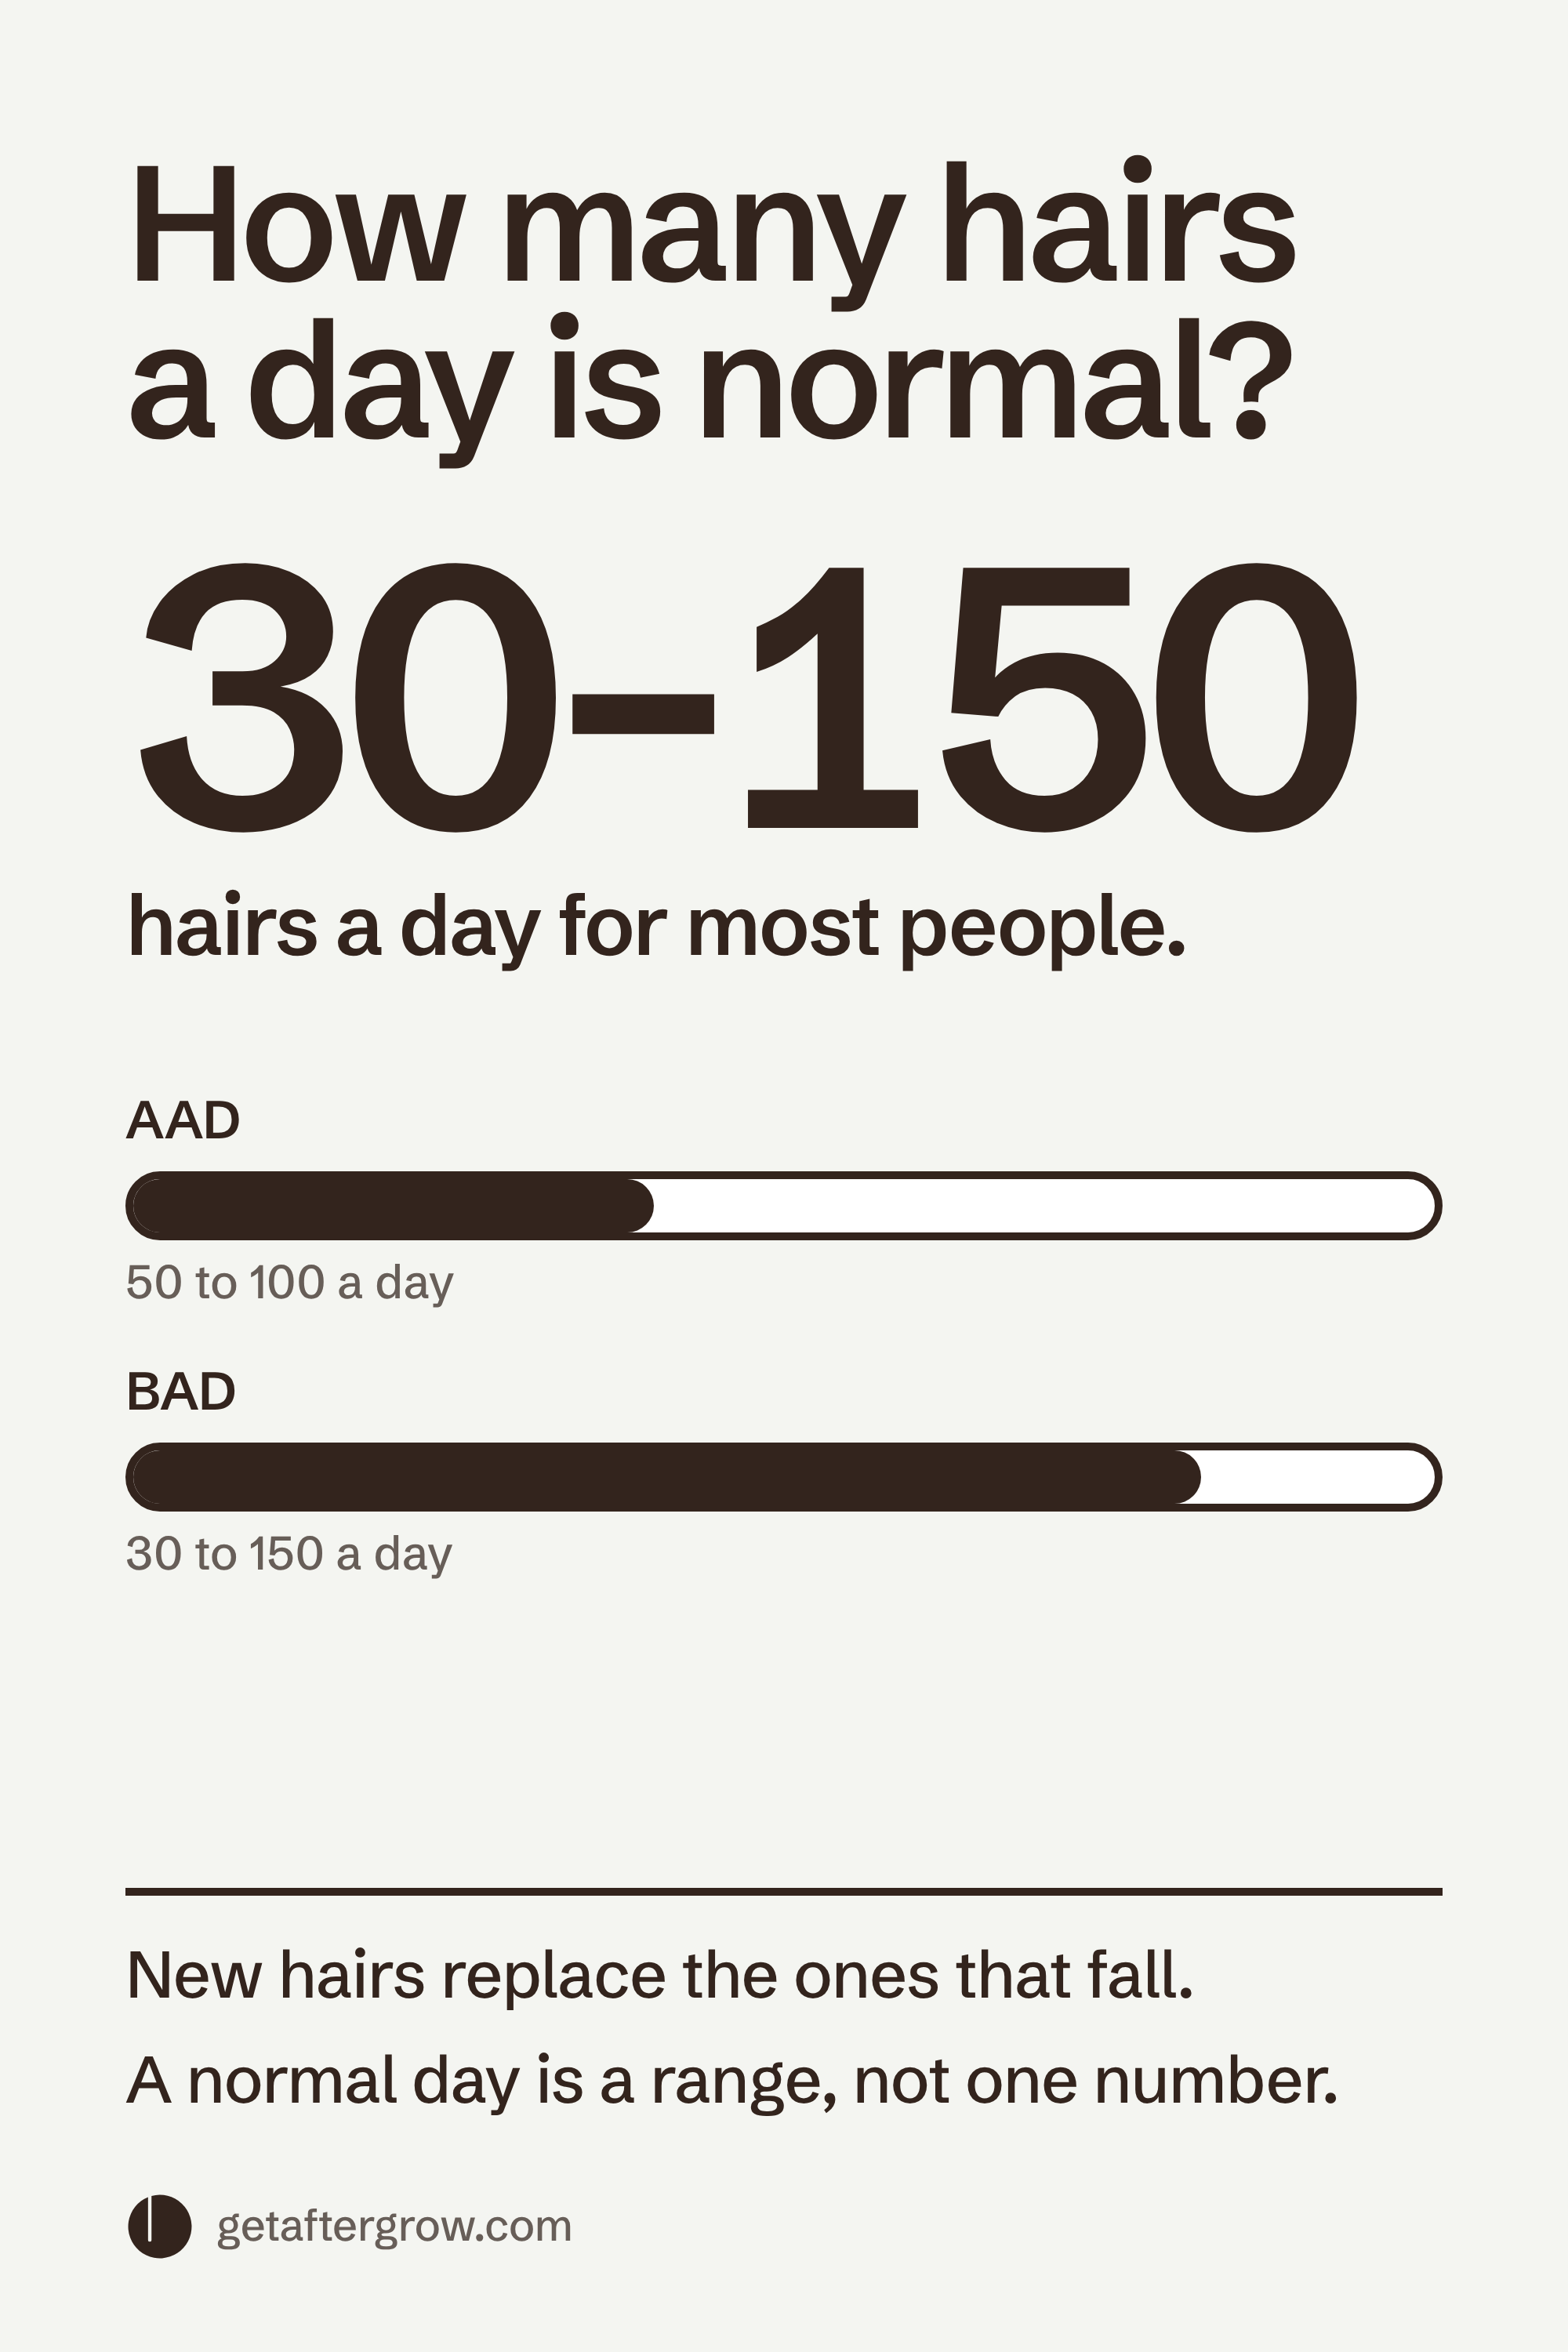 How many hairs
a day is normal?
30–150
hairs a day for most people.
AAD
50 to 100 a day
BAD
30 to 150 a day
New hairs replace the ones that fall.
A normal day is a range, not one number.
getaftergrow.com